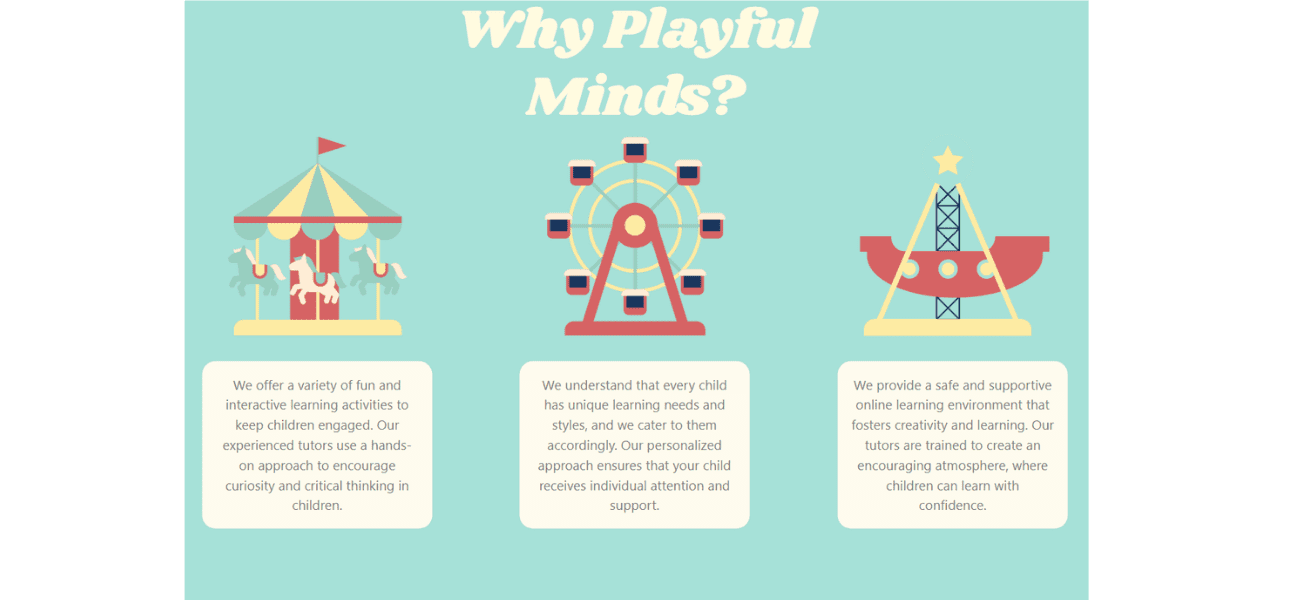 Why Playful
Minds?
We offer a variety of fun and
interactive learning activities to
keep children engaged. Our
experienced tutors use a hands-
on approach to encourage
curiosity and critical thinking in
children.
We understand that every child
has unique learning needs and
styles, and we cater to them
accordingly. Our personalized
approach ensures that your child
receives individual attention and
support.
We provide a safe and supportive
online learning environment that
fosters creativity and learning. Our
tutors are trained to create an
encouraging atmosphere, where
children can learn with
confidence.